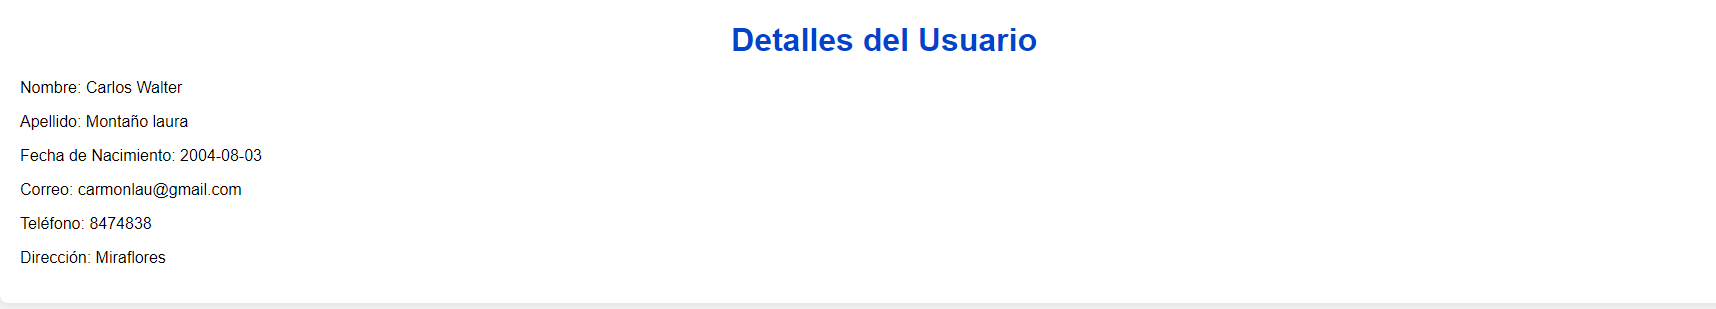 Detalles del Usuario
Nombre: Carlos Walter
Apellido: Montaño laura
Fecha de Nacimiento: 2004-08-03
Correo: carmonlau@gmail.com
Teléfono: 8474838
Dirección: Miraflores